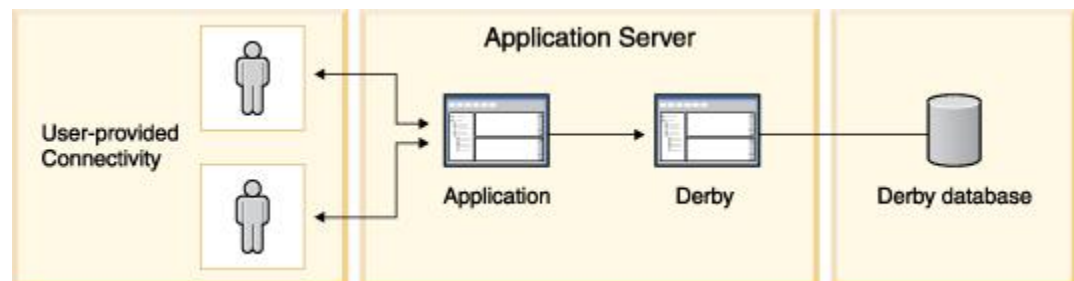 Application Server
User-provided
Connectivity
Application
Derby
Derby database